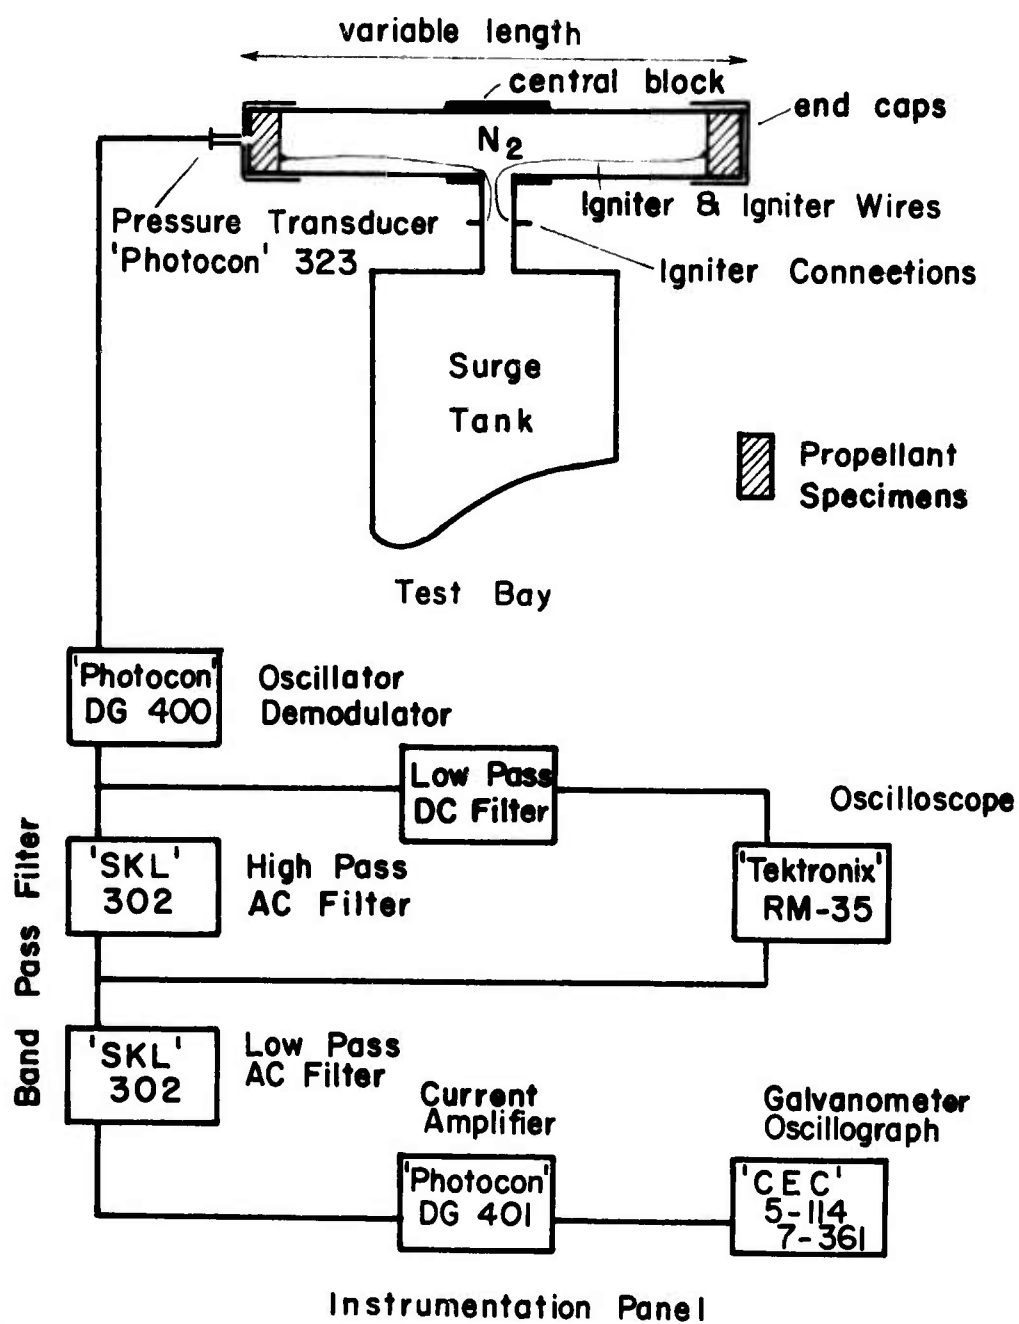 variable length
central block
end caps
N2
Igniter & Igniter Wires
Pressure Transducer
'Photocon' 323
Igniter Connections
Surge
Tank
Propellant
Specimens
Test Bay
'Photocon'
DG 400
Oscillator
Demodulator
Low Pass
DC Filter
Oscilloscope
'Tektronix'
RM-35
Band Pass Filter
'SKL'
302
High Pass
AC Filter
'SKL'
302
Low Pass
AC Filter
Current
Amplifier
'Photocon'
DG 401
Galvanometer
Oscillograph
'CEC'
5-114
7-361
Instrumentation Panel